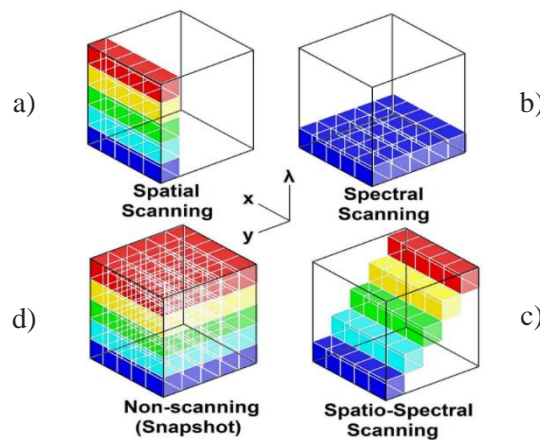 a)
b)
Spatial
Scanning
Spectral
Scanning
λ
x
y
d)
c)
Non-scanning
(Snapshot)
Spatio-Spectral
Scanning